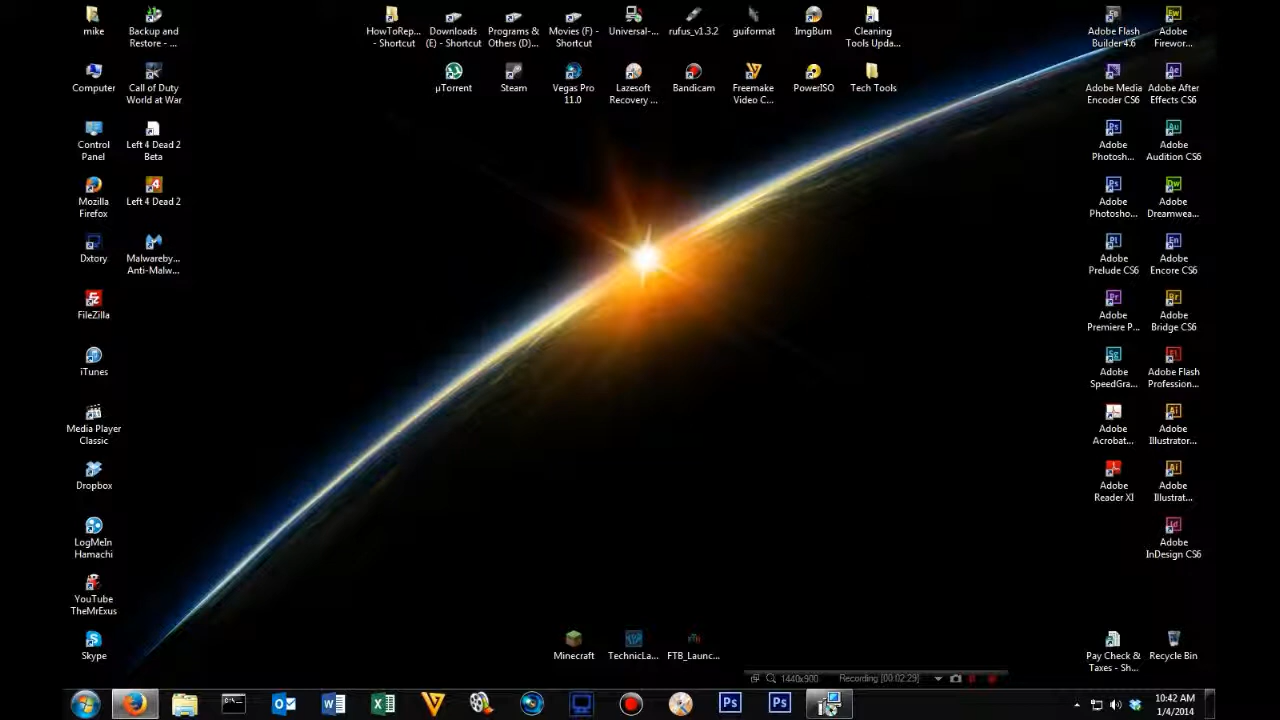 mike
Backup and
Restore - ...
HowToRep...
- Shortcut
Downloads
(E) - Shortcut
Programs &
Others (D)...
Movies (F) -
Shortcut
Universal-...
rufus_v1.3.2
guiformat
ImgBurn
Cleaning
Tools Upda...
Adobe Flash
Builder 4.6
Adobe
Firewor...
Computer
Call of Duty
World at War
µTorrent
Steam
Vegas Pro
11.0
Lazesoft
Recovery ...
Bandicam
Freemake
Video C...
PowerISO
Tech Tools
Adobe Media
Encoder CS6
Adobe After
Effects CS6
Control
Panel
Left 4 Dead 2
Beta
Adobe
Photosh...
Adobe
Audition CS6
Mozilla
Firefox
Left 4 Dead 2
Adobe
Photosho...
Adobe
Dreamwea...
Dxtory
Malwareby...
Anti-Malw...
Adobe
Prelude CS6
Adobe
Encore CS6
FileZilla
Adobe
Premiere P...
Adobe
Bridge CS6
iTunes
Adobe
SpeedGra...
Adobe Flash
Profession...
Media Player
Classic
Adobe
Acrobat...
Adobe
Illustrator...
Dropbox
Adobe
Reader XI
Adobe
Illustrat...
LogMeIn
Hamachi
Adobe
InDesign CS6
YouTube
TheMrExus
Skype
Minecraft
TechnicLa...
FTB_Launc...
Pay Check &
Taxes - Sh...
Recycle Bin
1440x900
Recording [00:02:29]
10:42 AM
1/4/2014